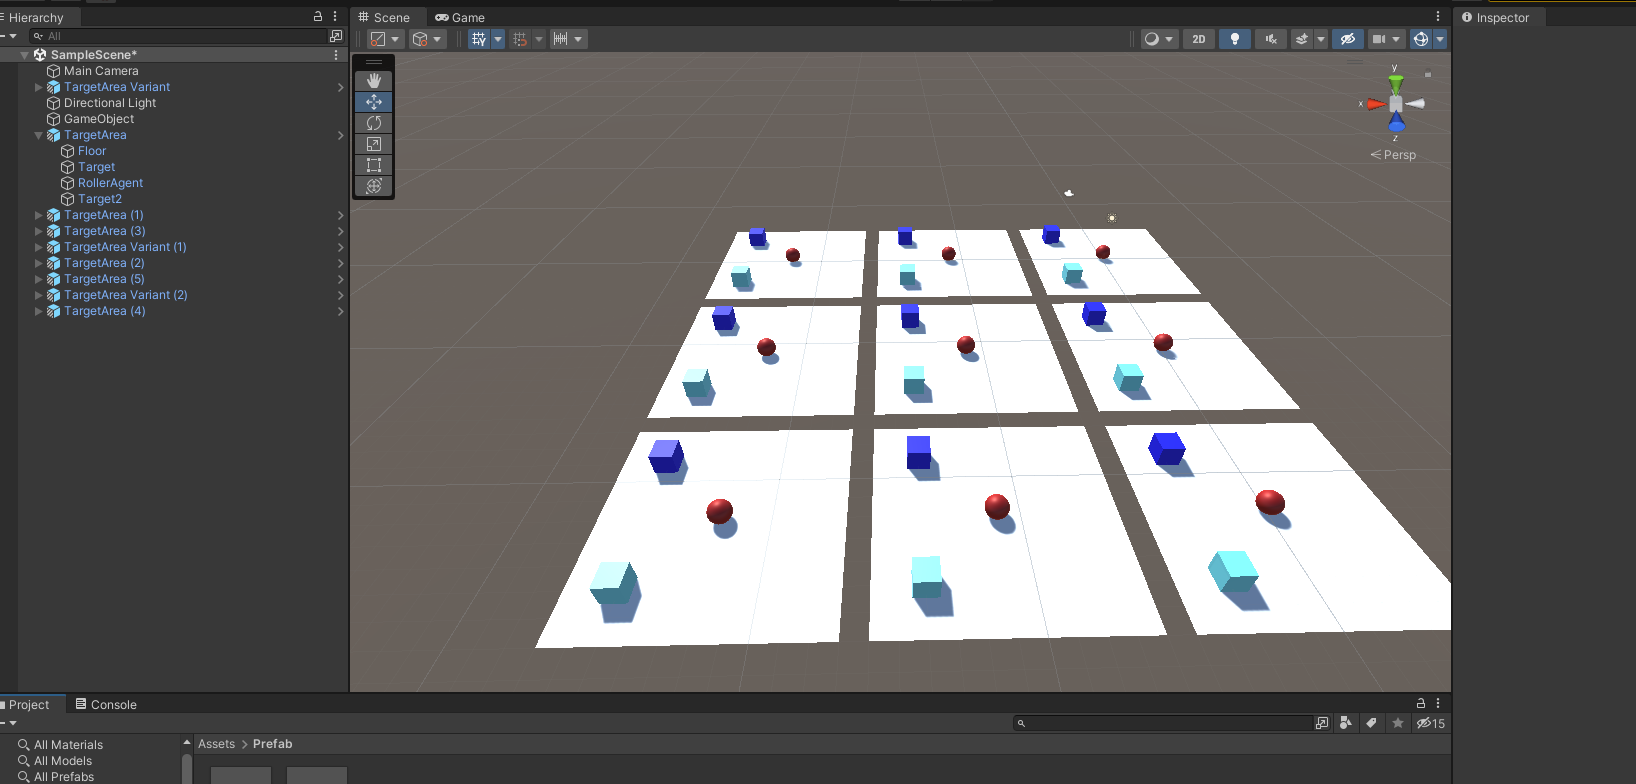 Hierarchy
All
SampleScene*
Main Camera
TargetArea Variant
Directional Light
GameObject
TargetArea
Floor
Target
RollerAgent
Target2
TargetArea (1)
TargetArea (3)
TargetArea Variant (1)
TargetArea (2)
TargetArea (5)
TargetArea Variant (2)
TargetArea (4)
Scene
Game
2D
y
x
z
Persp
Inspector
Project
Console
15
All Materials
All Models
All Prefabs
Assets > Prefab